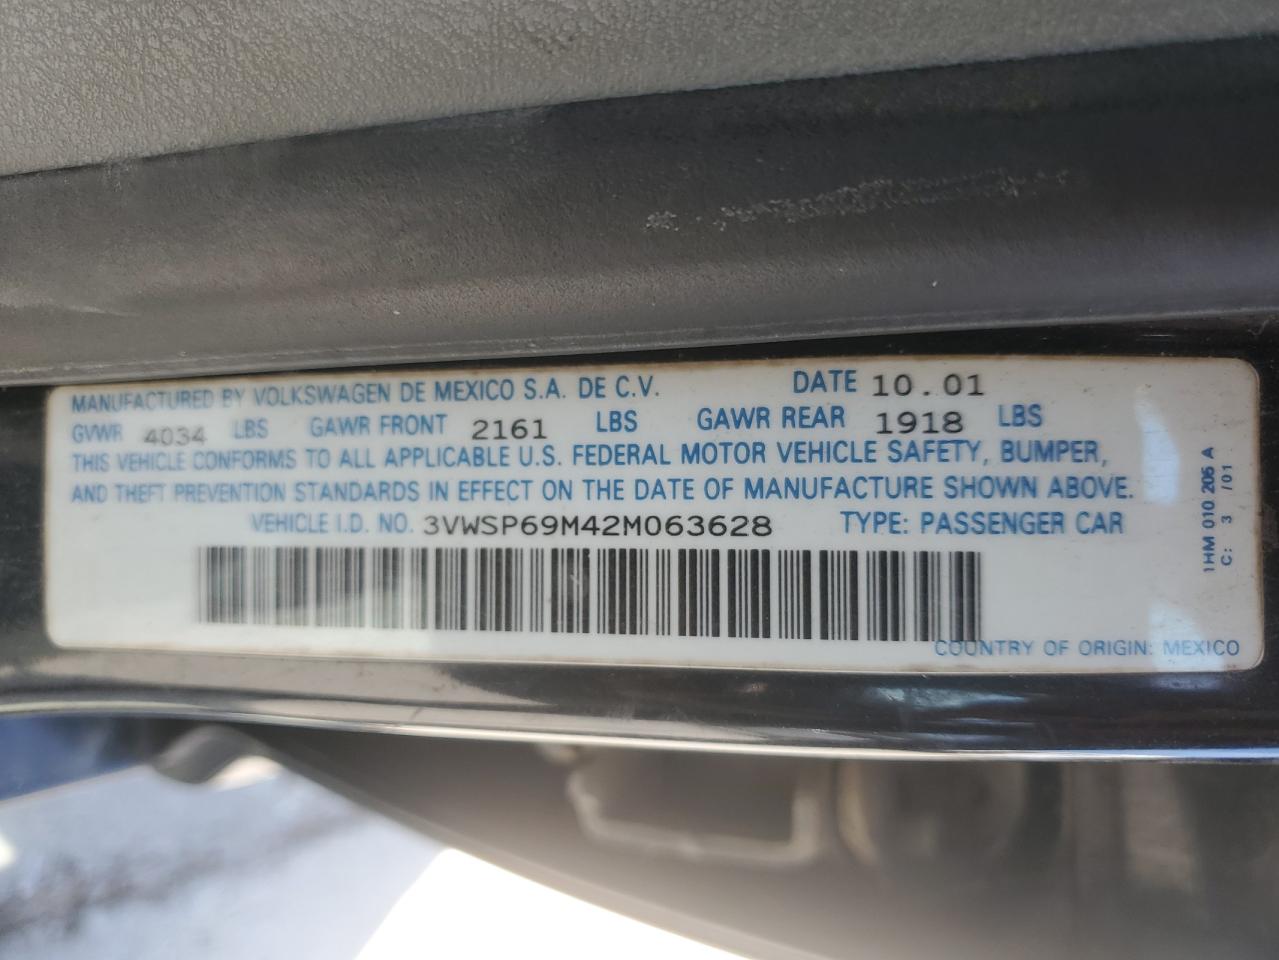 MANUFACTURED BY VOLKSWAGEN DE MEXICO S.A. DE C.V. DATE 10.01
GVWR 4034 LBS GAWR FRONT 2161 LBS GAWR REAR 1918 LBS
THIS VEHICLE CONFORMS TO ALL APPLICABLE U.S. FEDERAL MOTOR VEHICLE SAFETY, BUMPER,
AND THEFT PREVENTION STANDARDS IN EFFECT ON THE DATE OF MANUFACTURE SHOWN ABOVE.
VEHICLE I.D. NO. 3VWSP69M42M063628 TYPE: PASSENGER CAR
COUNTRY OF ORIGIN: MEXICO
1HM 010 205 A
C: 3 /01